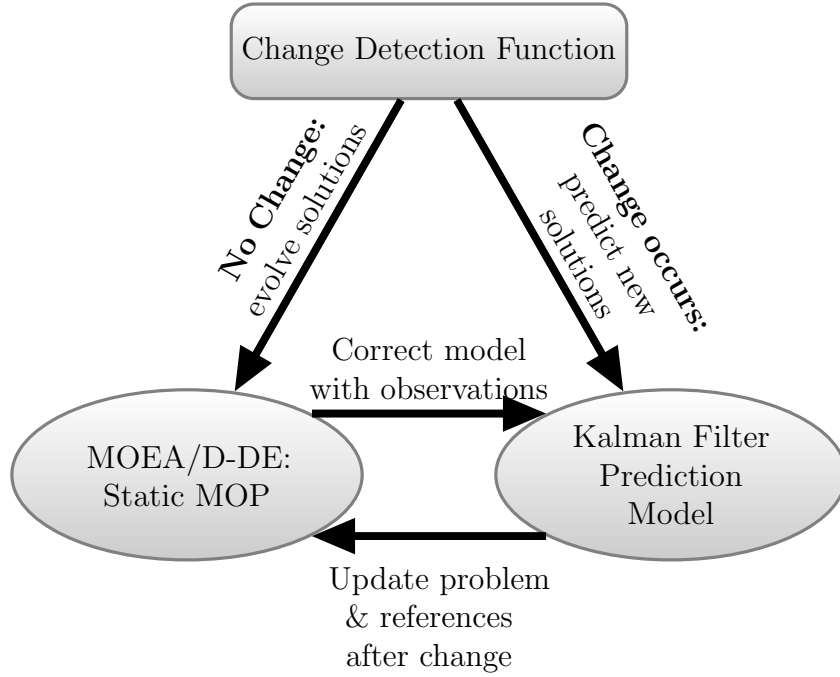 Change Detection Function
No Change:
evolve solutions
Change occurs:
predict new
solutions
Correct model
with observations
MOEA/D-DE:
Static MOP
Kalman Filter
Prediction
Model
Update problem
& references
after change